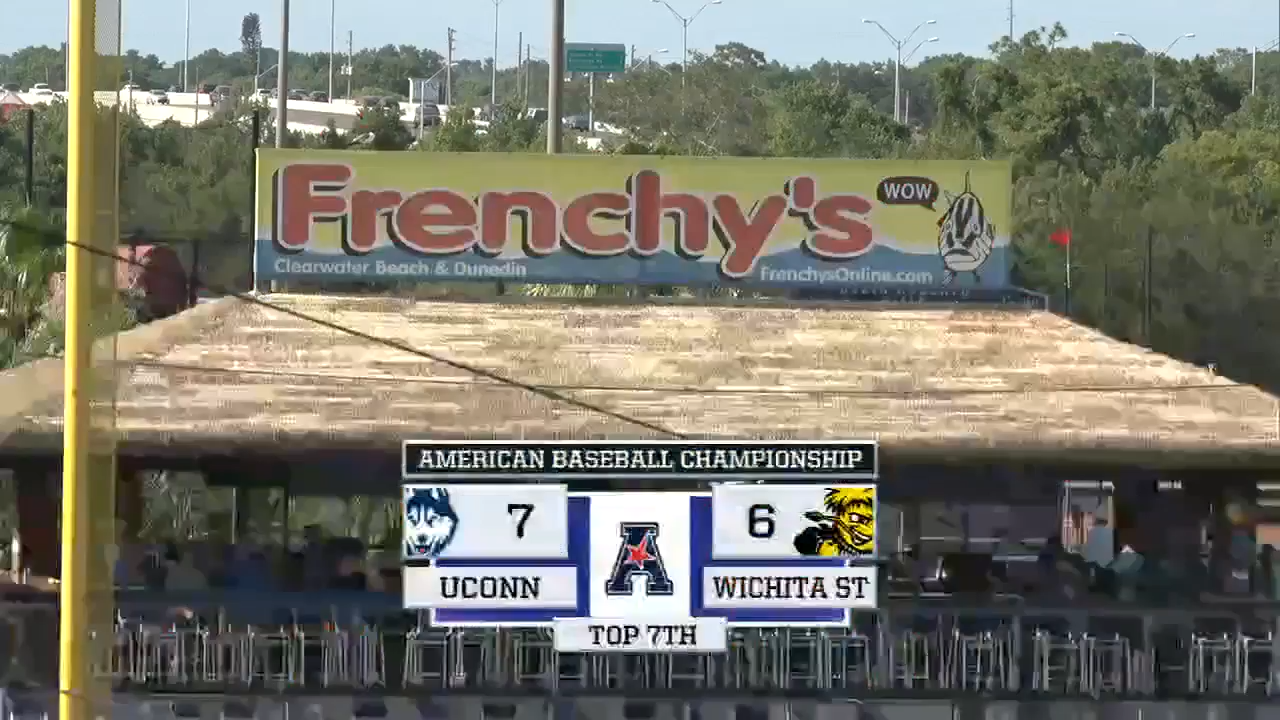 Frenchy's
WOW
Clearwater Beach & Dunedin
FrenchysOnline.com
AMERICAN BASEBALL CHAMPIONSHIP
7
6
UCONN
WICHITA ST
TOP 7TH